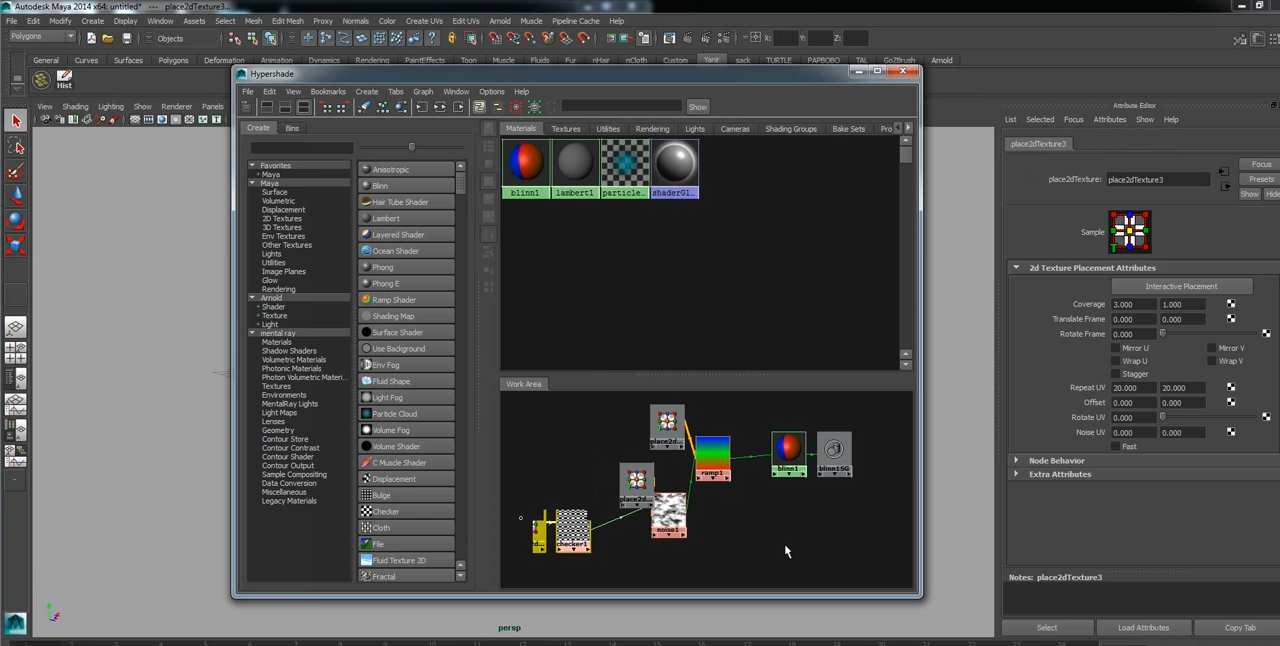 Autodesk Maya 2014 x64: untitled* --- place2dTexture3...
File Edit Modify Create Display Window Assets Select Mesh Edit Mesh Proxy Normals Color Create UVs Edit UVs Arnold Muscle Pipeline Cache Help
Polygons Objects X: Y: Z:
General Curves Surfaces Polygons Deformation Animation Dynamics Rendering PaintEffects Toon Muscle Fluids Fur nHair nCloth Custom Yanir sack TURTLE PAPBOBO TAL GoZBrush Arnold
Hist
View Shading Lighting Show Renderer Panels
Hypershade
File Edit View Bookmarks Create Tabs Graph Window Options Help
Show
Create Bins
Favorites
+ Maya
Maya
Surface
Volumetric
Displacement
2D Textures
3D Textures
Env Textures
Other Textures
Lights
Utilities
Image Planes
Glow
Rendering
Arnold
+ Shader
+ Texture
+ Light
mental ray
Materials
Shadow Shaders
Volumetric Materials
Photonic Materials
Photon Volumetric Materi...
Textures
Environments
MentalRay Lights
Light Maps
Lenses
Geometry
Contour Store
Contour Contrast
Contour Shader
Contour Output
Sample Compositing
Data Conversion
Miscellaneous
Legacy Materials
Anisotropic
Blinn
Hair Tube Shader
Lambert
Layered Shader
Ocean Shader
Phong
Phong E
Ramp Shader
Shading Map
Surface Shader
Use Background
Env Fog
Fluid Shape
Light Fog
Particle Cloud
Volume Fog
Volume Shader
C Muscle Shader
Displacement
Bulge
Checker
Cloth
File
Fluid Texture 2D
Fractal
Materials Textures Utilities Rendering Lights Cameras Shading Groups Bake Sets Pro
blinn1 lambert1 particle... shaderGl...
Work Area
place2d...
ramp1
blinn1 blinn1SG
place2d...
noise1
checker1
persp
Attribute Editor
List Selected Focus Attributes Show Help
place2dTexture3
Focus
place2dTexture: place2dTexture3
Presets
Show Hide
Sample
2d Texture Placement Attributes
Interactive Placement
Coverage 3.000 1.000
Translate Frame 0.000 0.000
Rotate Frame 0.000
Mirror U Mirror V
Wrap U Wrap V
Stagger
Repeat UV 20.000 20.000
Offset 0.000 0.000
Rotate UV 0.000
Noise UV 0.000 0.000
Fast
Node Behavior
Extra Attributes
Notes: place2dTexture3
Select Load Attributes Copy Tab